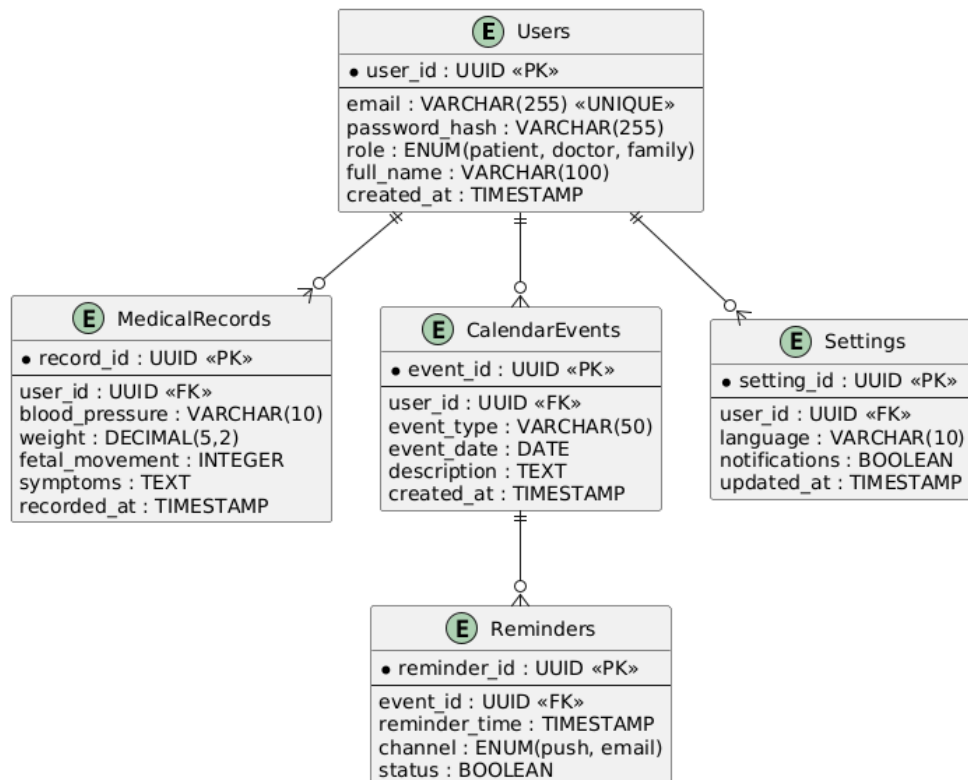 E Users
user_id : UUID «PK»
email : VARCHAR(255) «UNIQUE»
password_hash : VARCHAR(255)
role : ENUM(patient, doctor, family)
full_name : VARCHAR(100)
created_at : TIMESTAMP
E MedicalRecords
record_id : UUID «PK»
user_id : UUID «FK»
blood_pressure : VARCHAR(10)
weight : DECIMAL(5,2)
fetal_movement : INTEGER
symptoms : TEXT
recorded_at : TIMESTAMP
E CalendarEvents
event_id : UUID «PK»
user_id : UUID «FK»
event_type : VARCHAR(50)
event_date : DATE
description : TEXT
created_at : TIMESTAMP
E Settings
setting_id : UUID «PK»
user_id : UUID «FK»
language : VARCHAR(10)
notifications : BOOLEAN
updated_at : TIMESTAMP
E Reminders
reminder_id : UUID «PK»
event_id : UUID «FK»
reminder_time : TIMESTAMP
channel : ENUM(push, email)
status : BOOLEAN